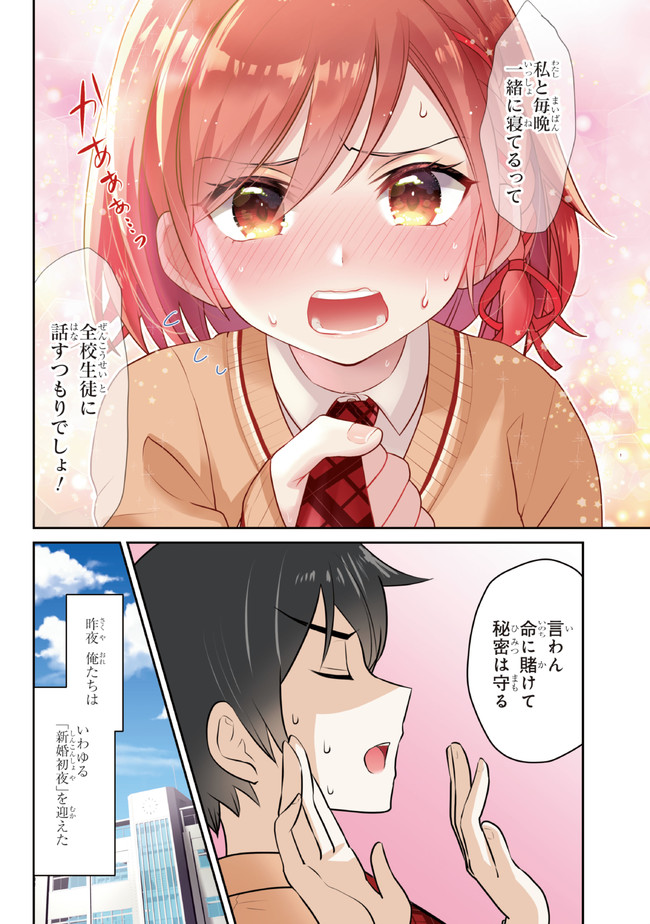 私と毎晩
一緒に寝てるって
かあぁぁぁ…っ
全校生徒に
話すつもりでしょ！
言わん
命に賭けて
秘密は守る
昨夜 俺たちは
いわゆる
「新婚初夜」を迎えた